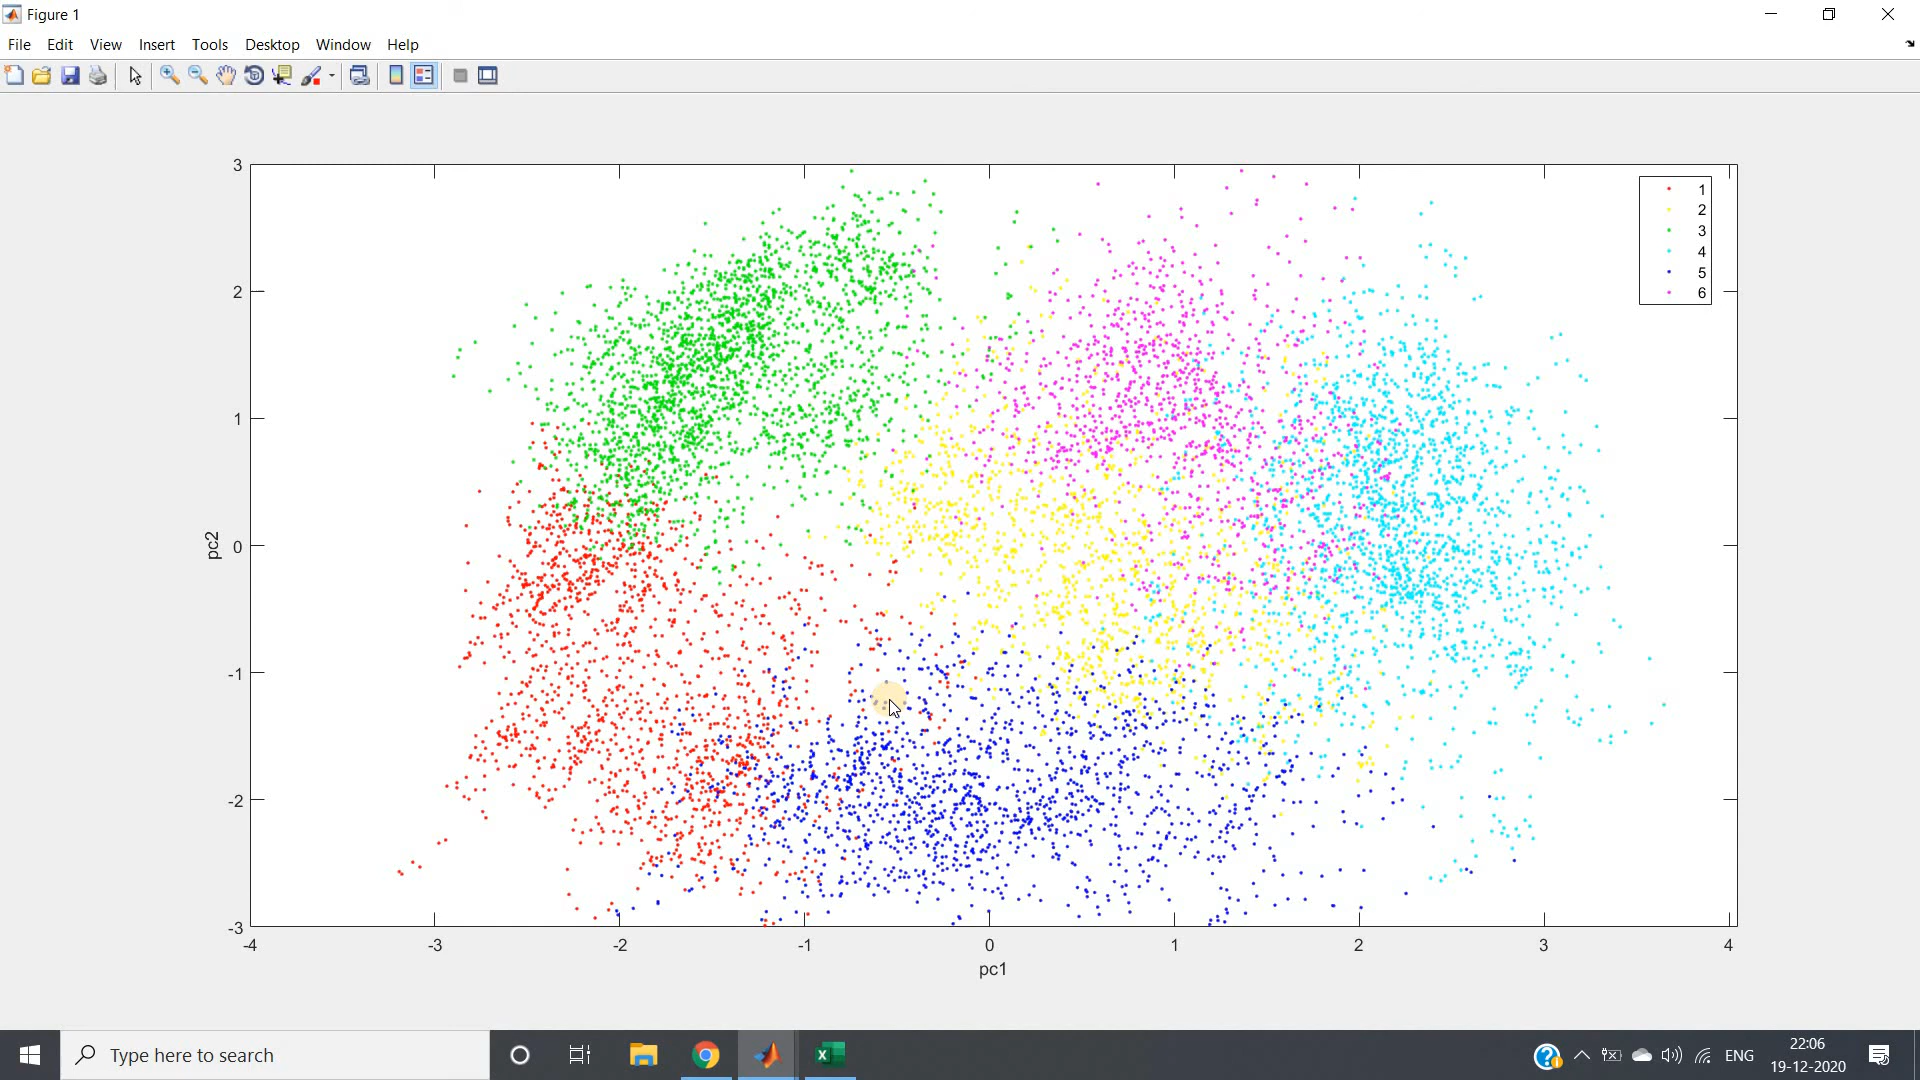 Figure 1
File Edit View Insert Tools Desktop Window Help
3
2
1
0
-1
-2
-3
pc2
-4 -3 -2 -1 0 1 2 3 4
pc1
1
2
3
4
5
6
Type here to search
ENG
22:06
19-12-2020